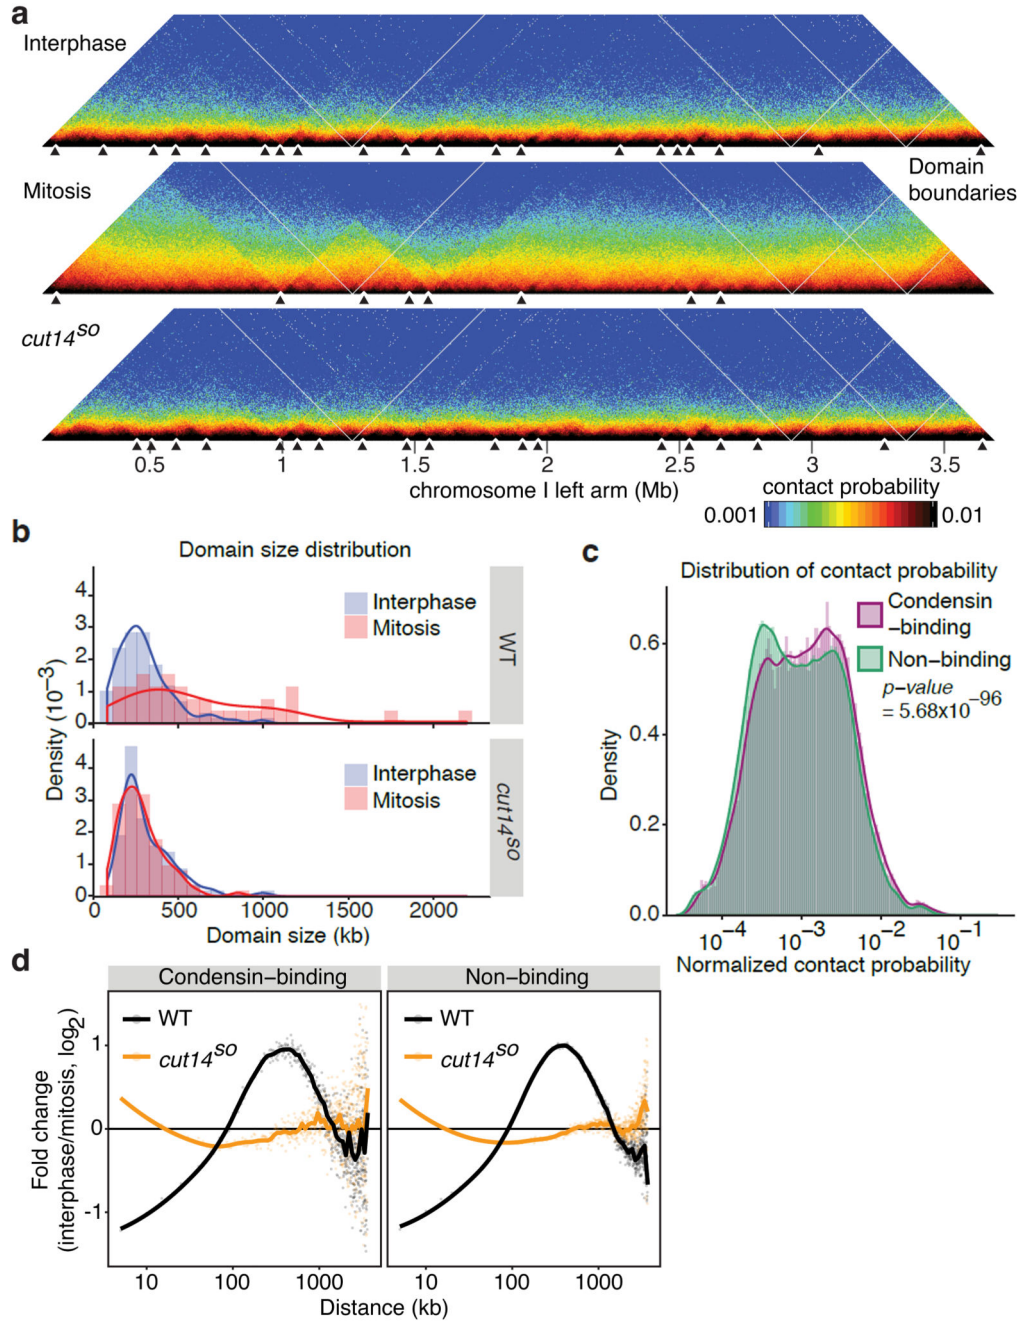 a
Interphase
Mitosis
Domain
boundaries
cut14SO
0.5 1 1.5 2 2.5 3 3.5
chromosome I left arm (Mb)
contact probability
0.001 0.01
b
Domain size distribution
Density (10−3)
4
3
2
1
0
Interphase
Mitosis
WT
4
3
2
1
0
Interphase
Mitosis
cut14SO
0 500 1000 1500 2000
Domain size (kb)
c
Distribution of contact probability
Density
0.6
0.4
0.2
0.0
Condensin
−binding
Non−binding
p−value
= 5.68x10−96
10−4 10−3 10−2 10−1
Normalized contact probability
d
Condensin−binding
Non−binding
Fold change
(interphase/mitosis, log2)
1
0
-1
WT
cut14SO
WT
cut14SO
10 100 1000
10 100 1000
Distance (kb)